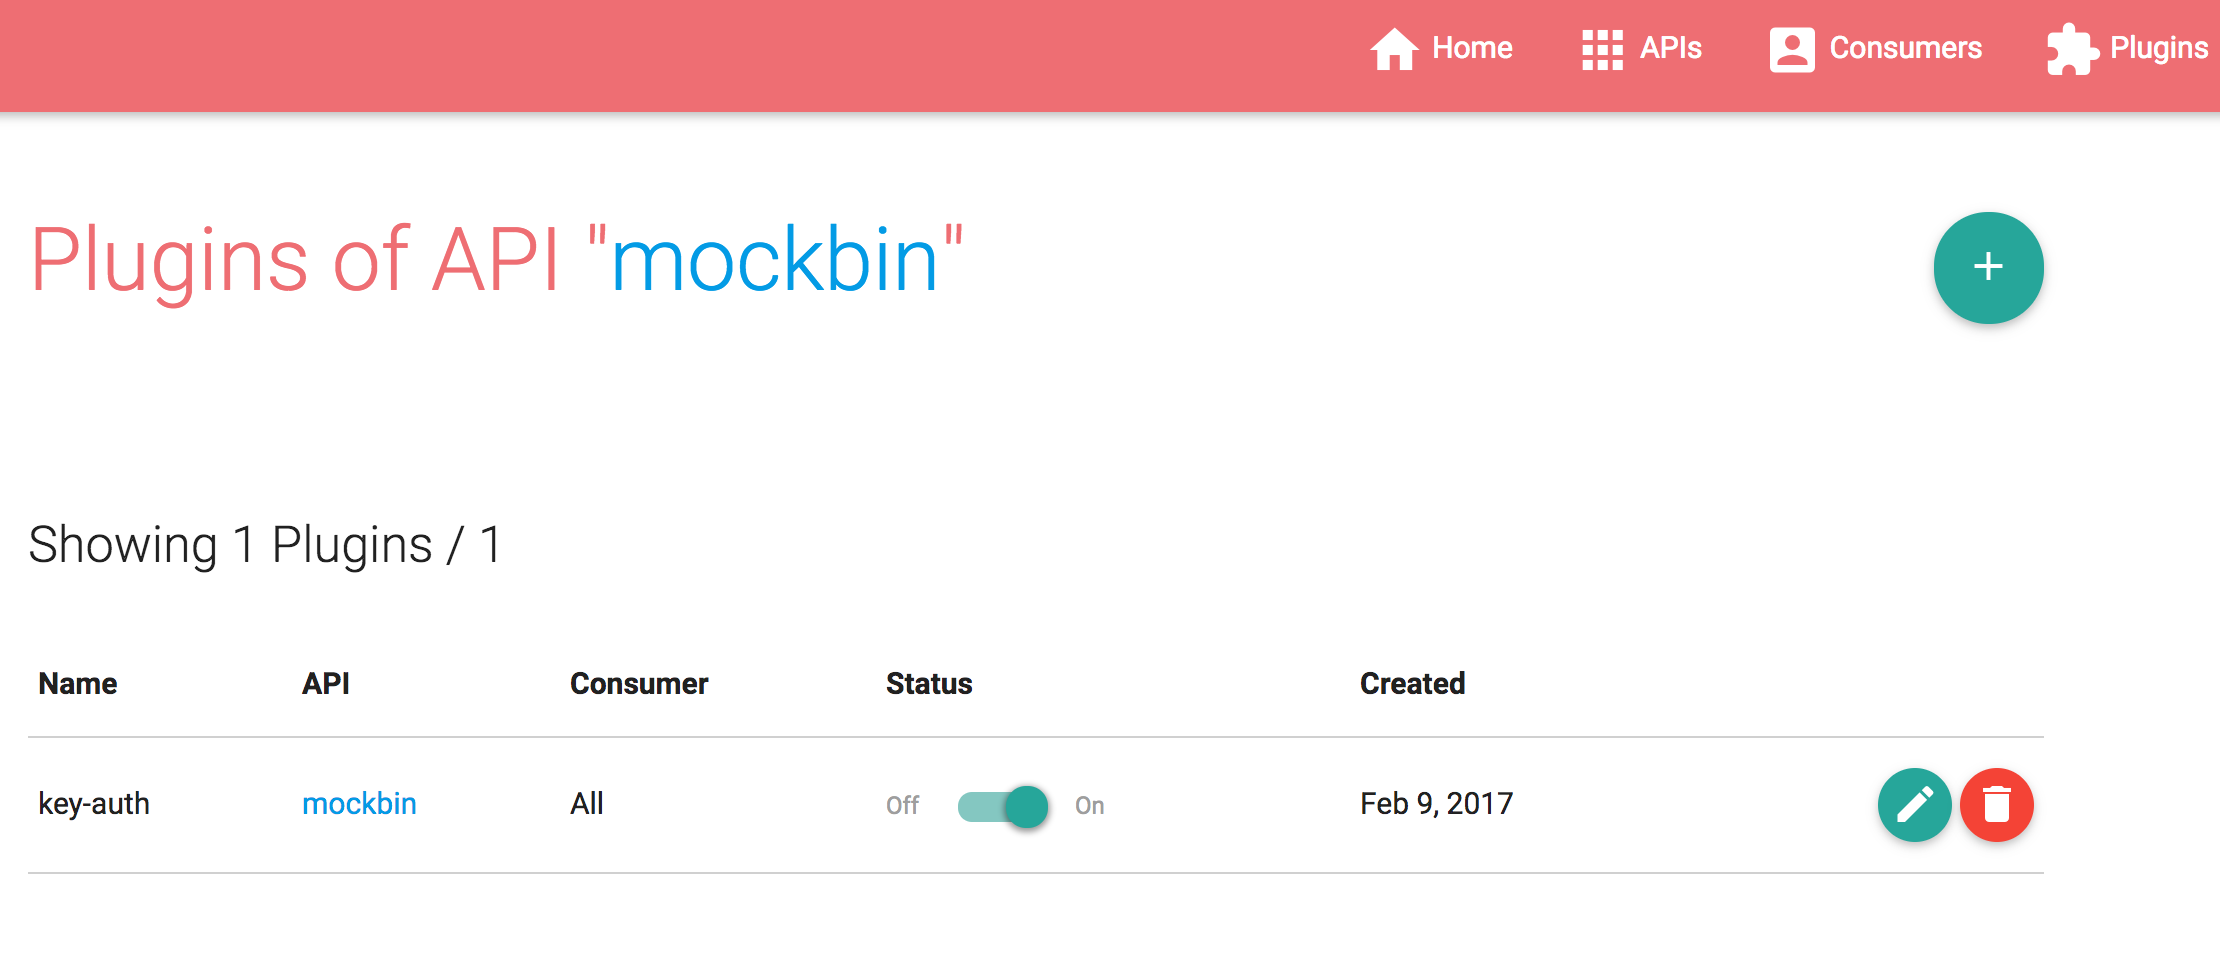 Home APIs Consumers Plugins
Plugins of API "mockbin"
+
Showing 1 Plugins / 1
Name API Consumer Status Created
key-auth mockbin All Off On Feb 9, 2017